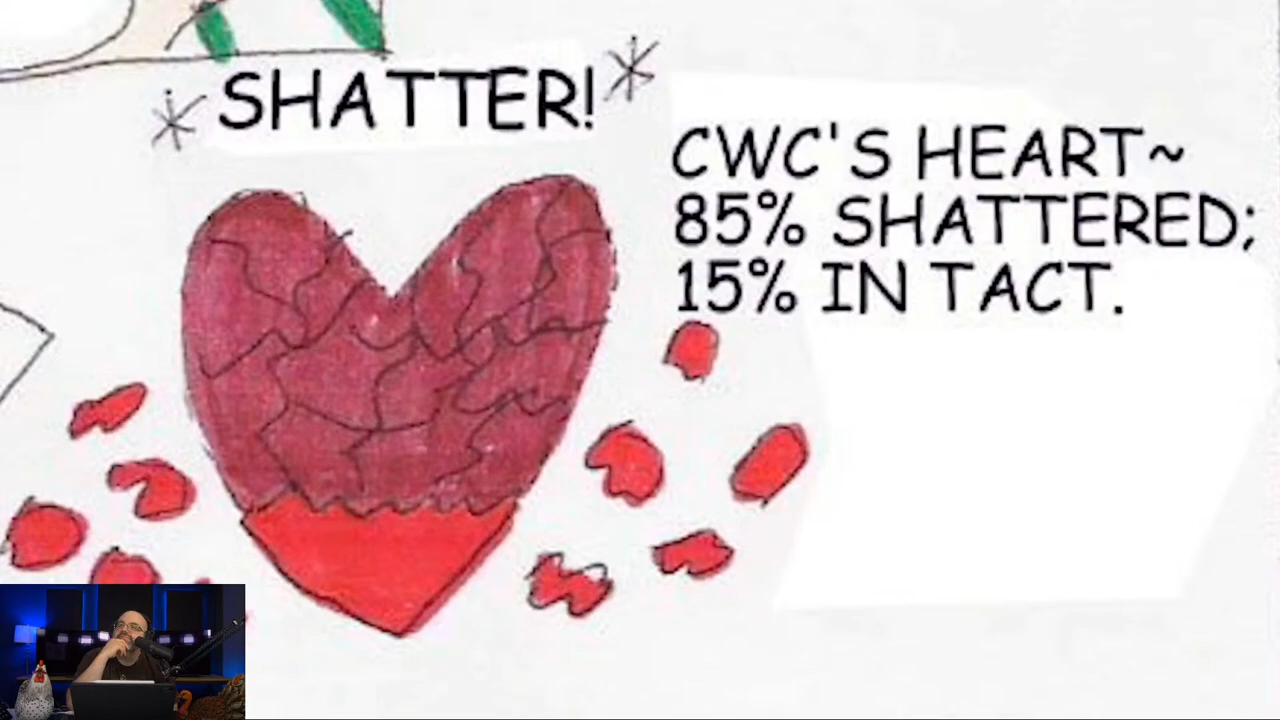 *SHATTER!*
CWC'S HEART~
85% SHATTERED;
15% IN TACT.